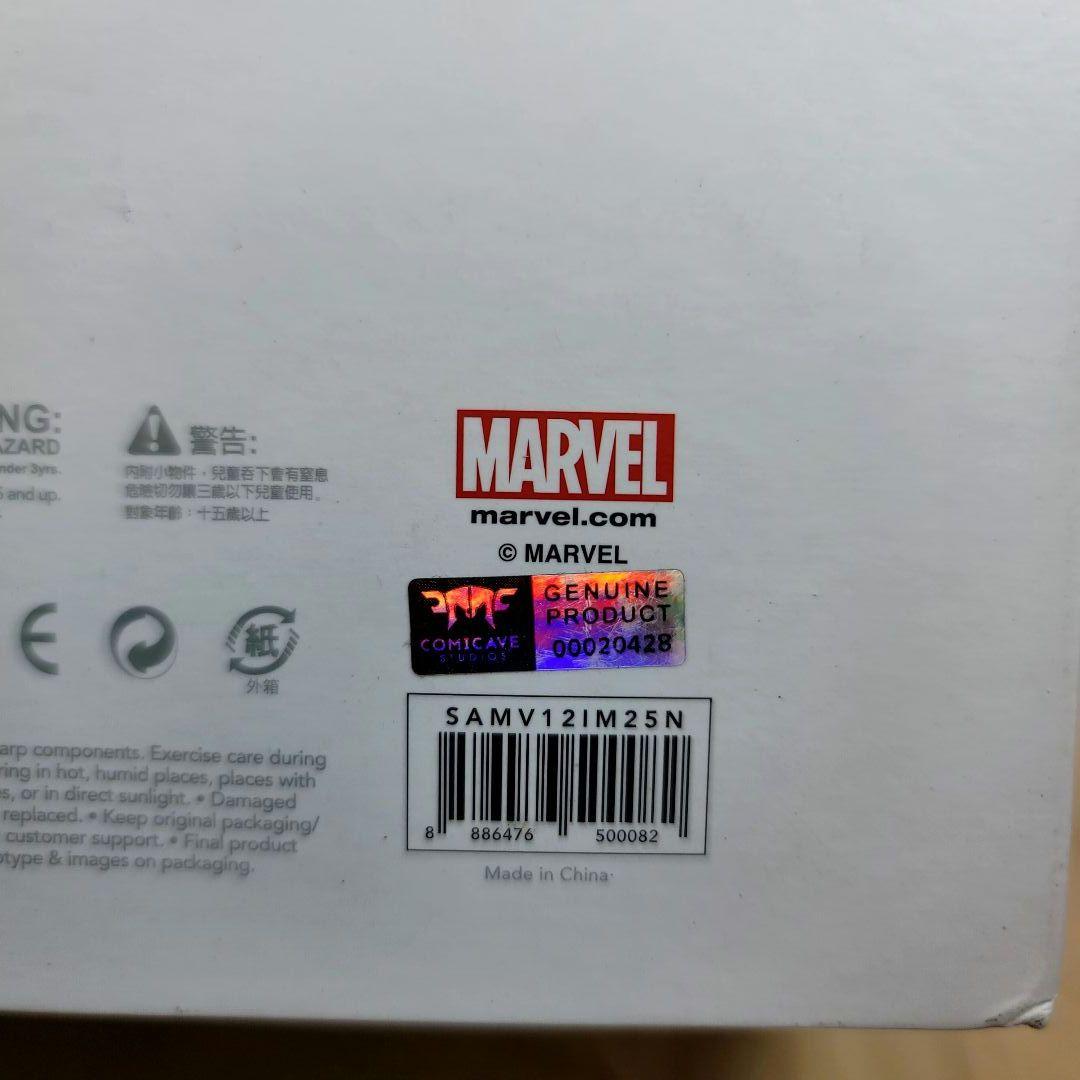 NG:
AZARD
nder 3yrs.
5 and up.
警告:
內附小物件，兒童吞下會有窒息
危險切勿讓三歲以下兒童使用。
對象年齡：十五歲以上
MARVEL
marvel.com
© MARVEL
COMICAVE
STUDIOS
GENUINE
PRODUCT
00020428
CE
紙
外箱
SAMV12IM25N
8 886476 500082
Made in China
arp components. Exercise care during
ring in hot, humid places, places with
s, or in direct sunlight. • Damaged
replaced. • Keep original packaging/
customer support. • Final product
otype & images on packaging.